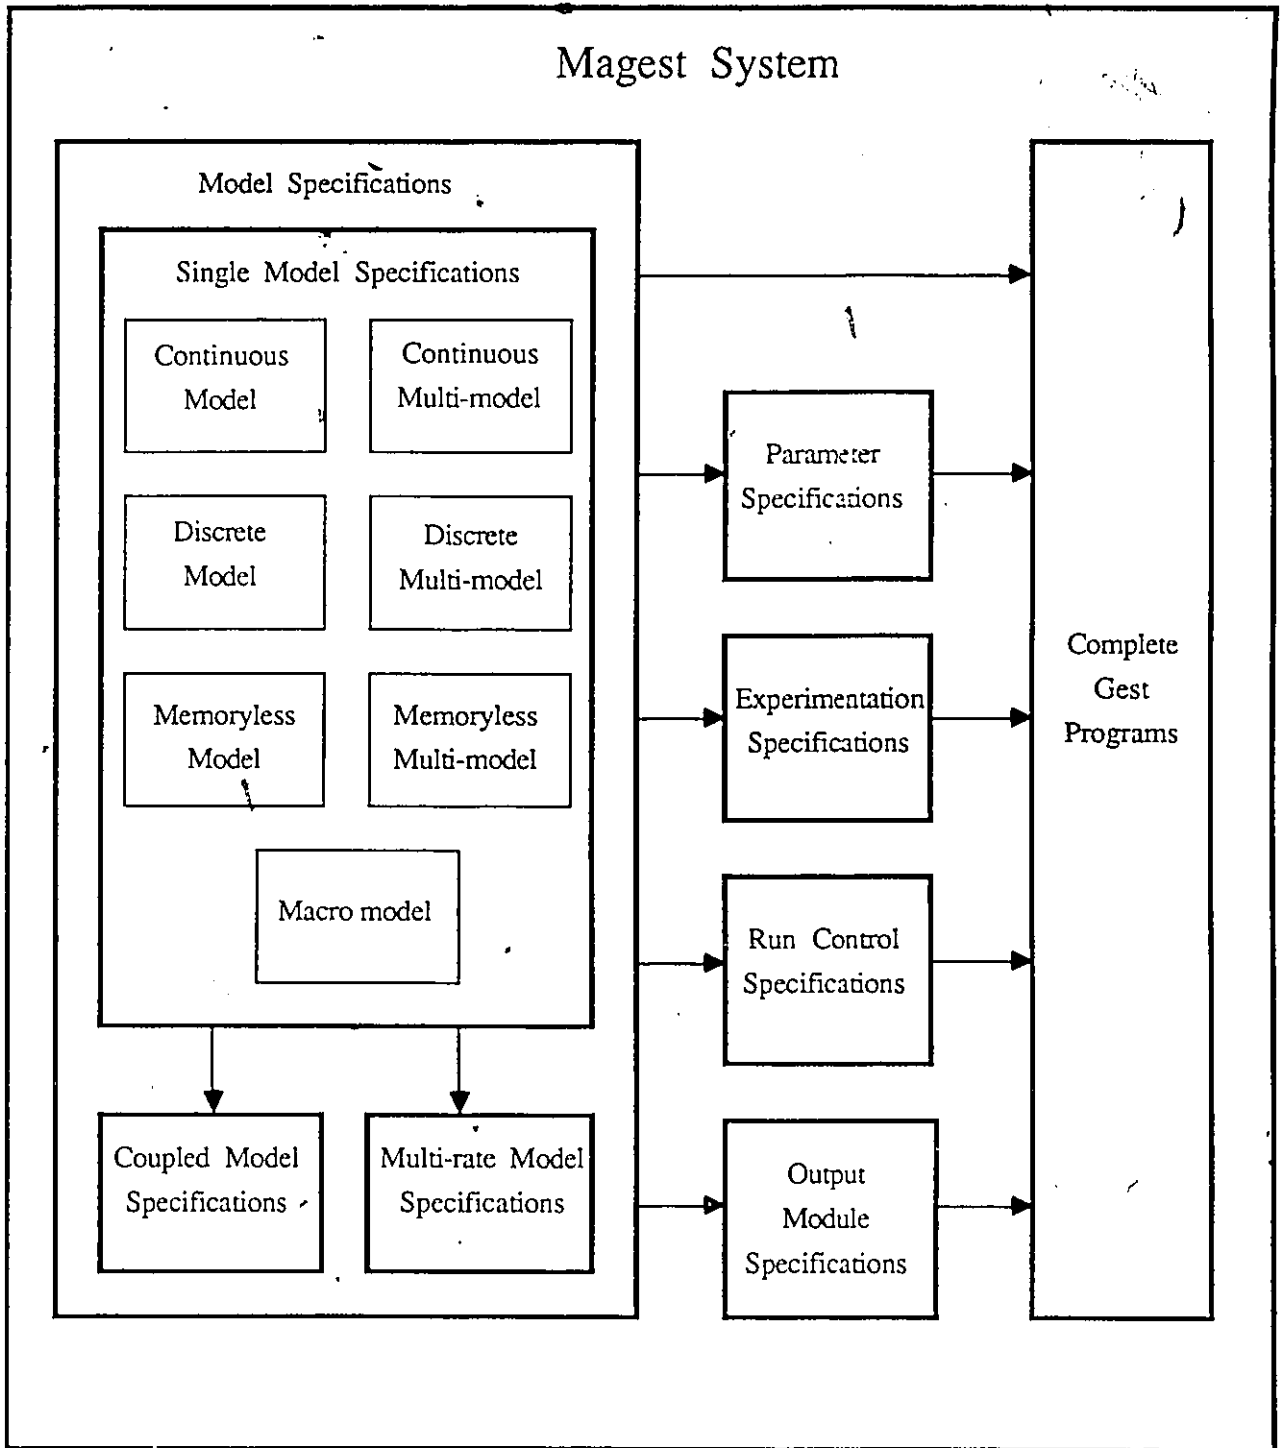 Magest System
Model Specifications
Single Model Specifications
Continuous
Model
Continuous
Multi-model
Discrete
Model
Discrete
Multi-model
Memoryless
Model
Memoryless
Multi-model
Macro model
Coupled Model
Specifications
Multi-rate Model
Specifications
Parameter
Specifications
Experimentation
Specifications
Run Control
Specifications
Output
Module
Specifications
Complete
Gest
Programs